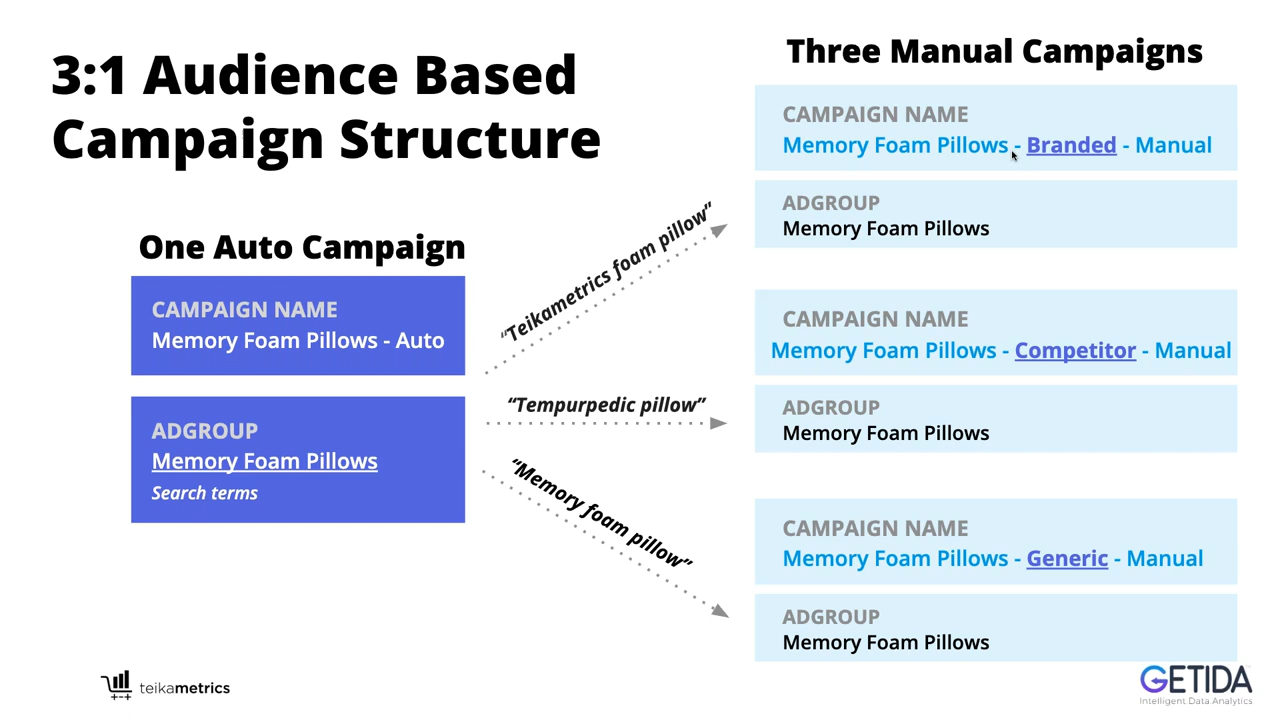 3:1 Audience Based
Campaign Structure
One Auto Campaign
CAMPAIGN NAME
Memory Foam Pillows - Auto
ADGROUP
Memory Foam Pillows
Search terms
“Teikametrics foam pillow”
“Tempurpedic pillow”
“Memory foam pillow”
Three Manual Campaigns
CAMPAIGN NAME
Memory Foam Pillows - Branded - Manual
ADGROUP
Memory Foam Pillows
CAMPAIGN NAME
Memory Foam Pillows - Competitor - Manual
ADGROUP
Memory Foam Pillows
CAMPAIGN NAME
Memory Foam Pillows - Generic - Manual
ADGROUP
Memory Foam Pillows
teikametrics
GETIDA
Intelligent Data Analytics